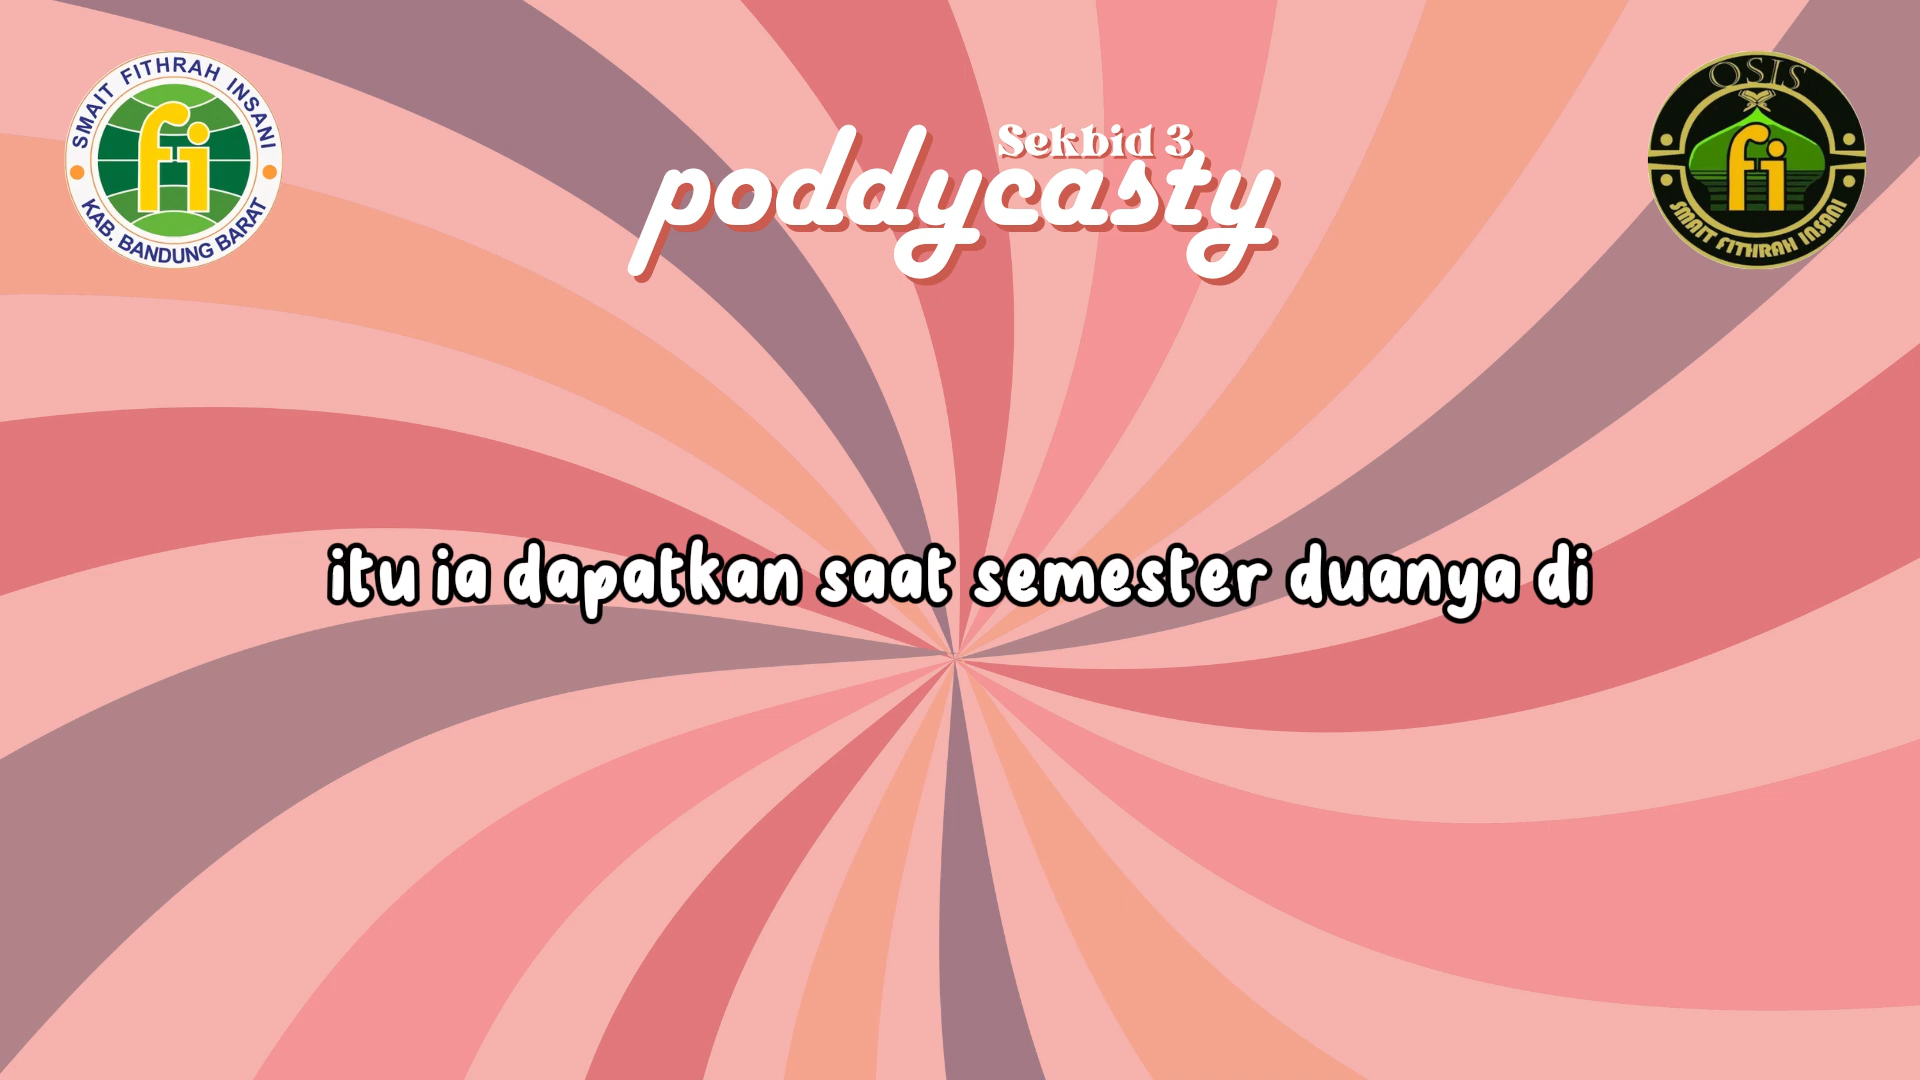 SMAIT FITHRAH INSANI
fi
KAB. BANDUNG BARAT
Sekbid 3
poddycasty
OSIS
fi
SMAIT FITHRAH INSANI
itu ia dapatkan saat semester duanya di